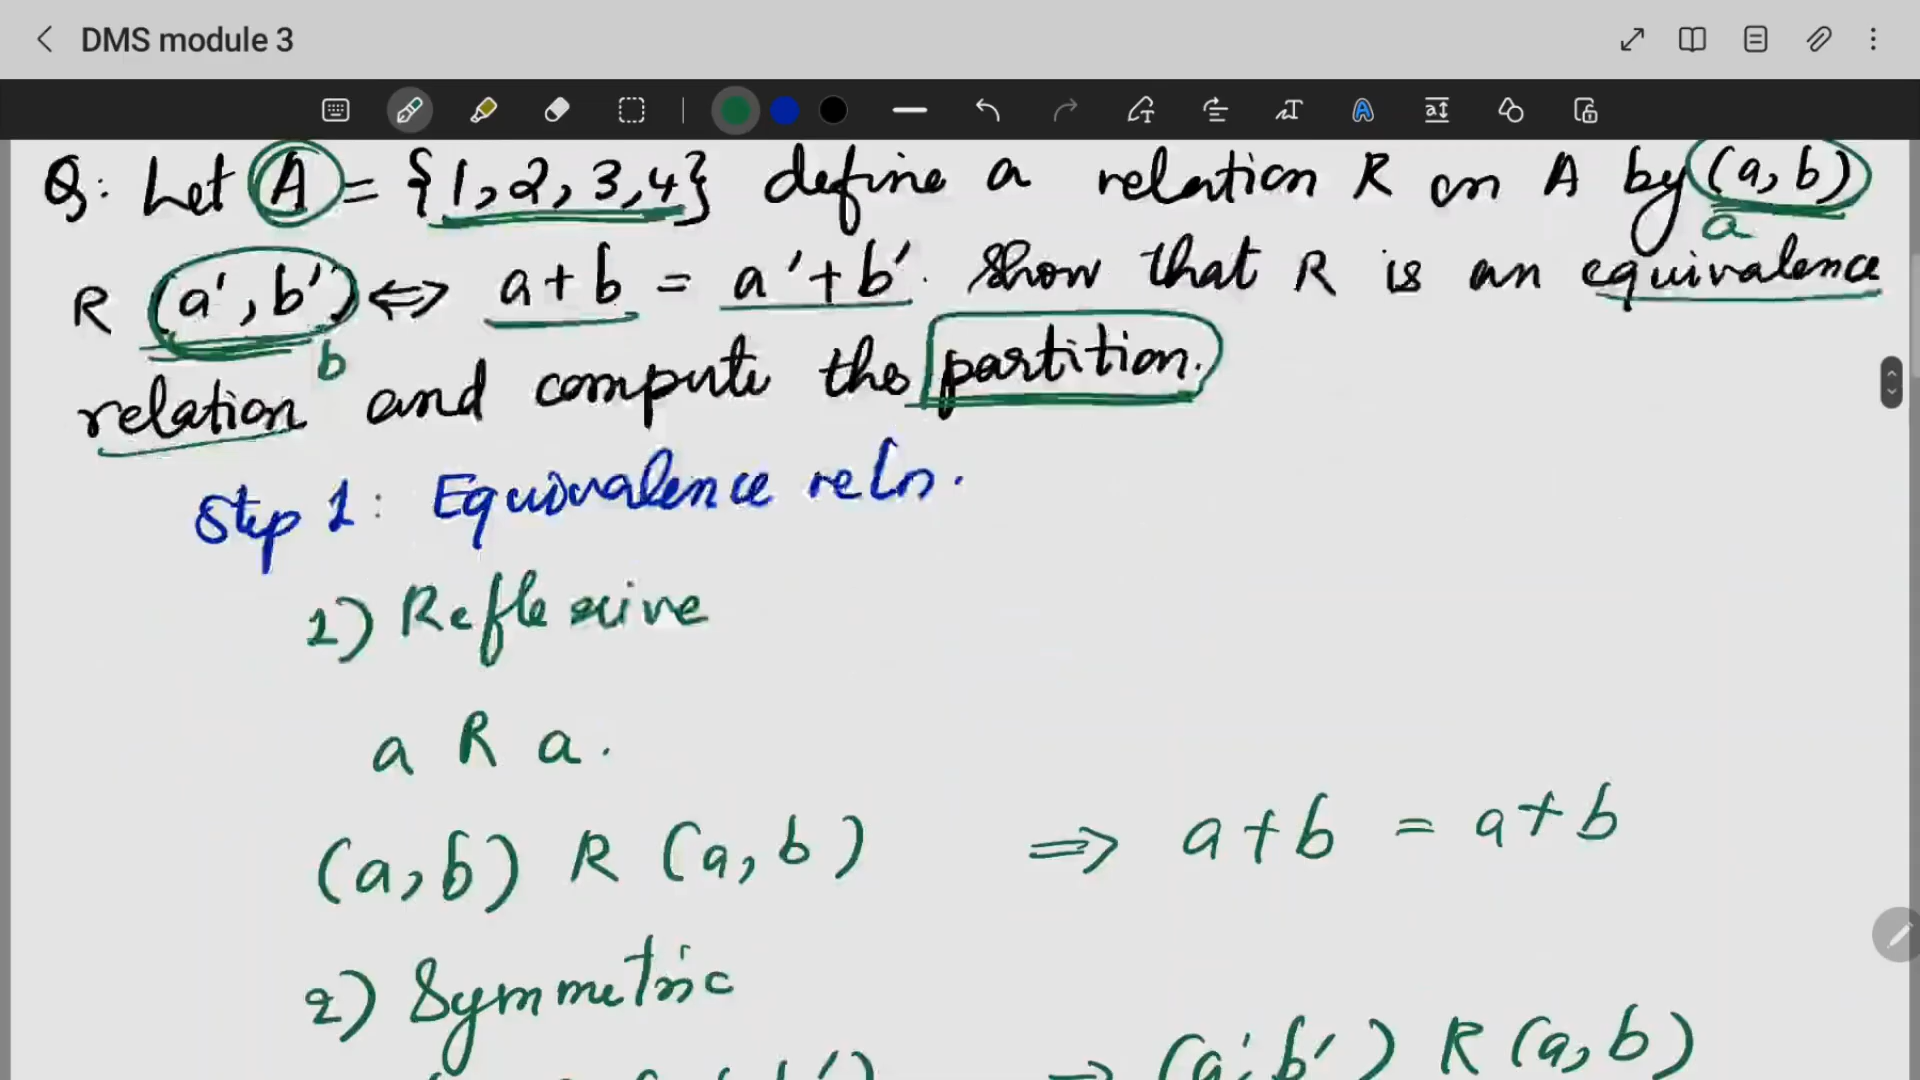 DMS module 3
Q: Let A = {1, 2, 3, 4} define a relation R on A by (a, b)
a
R (a', b') ⟺ a + b = a' + b'. Show that R is an equivalence
b
relation and compute the partition.
Step 1: Equivalence reln.
1) Reflexive
a R a.
(a, b) R (a, b) ⟹ a + b = a + b
2) Symmetric
⟹ (a', b') R (a, b)